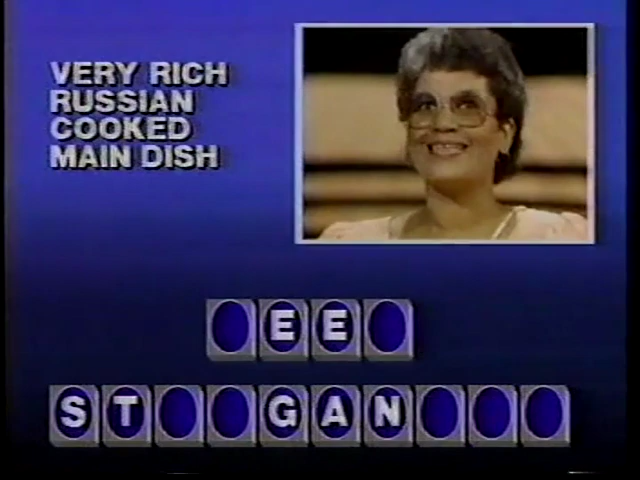 VERY RICH
RUSSIAN
COOKED
MAIN DISH
EE
ST GAN